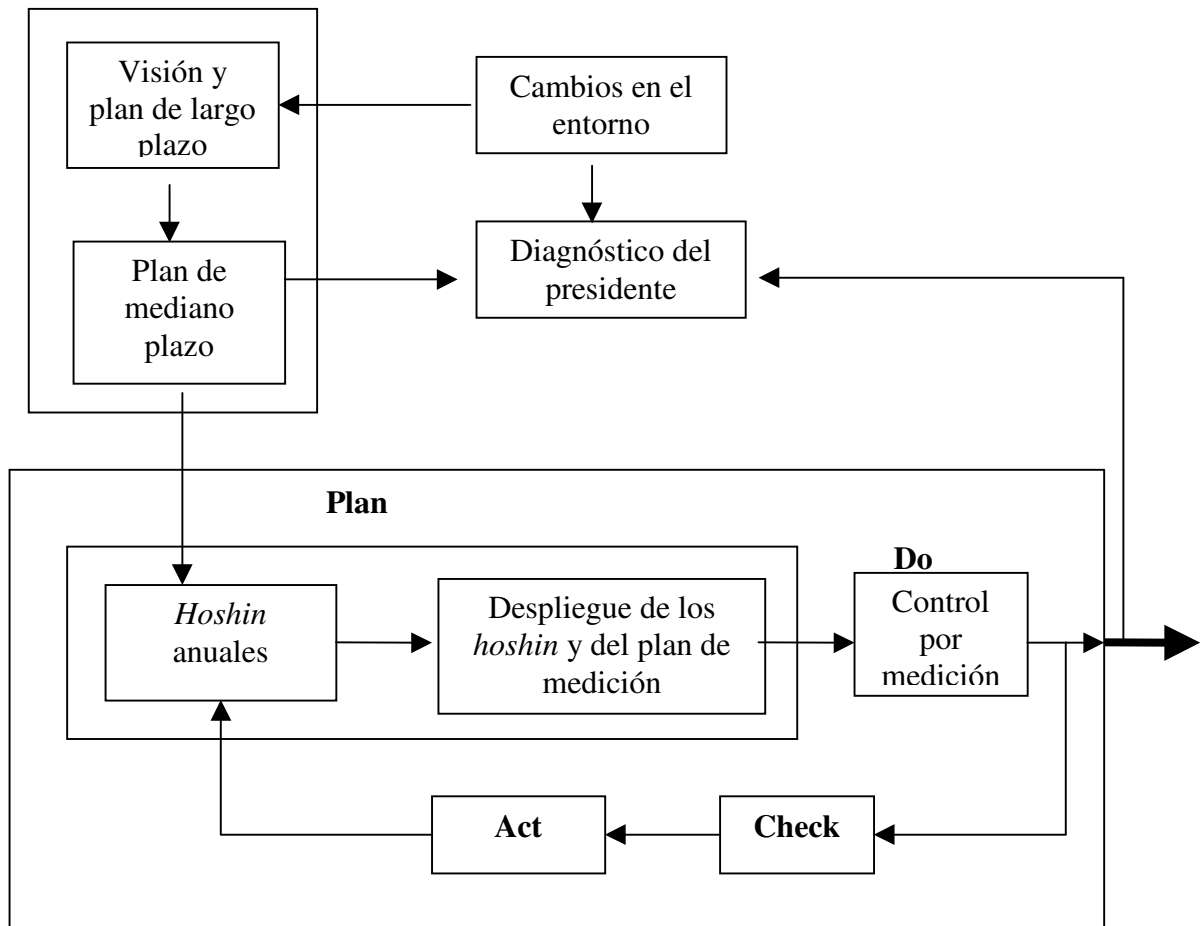 Visión y
plan de largo
plazo
Cambios en el
entorno
Plan de
mediano
plazo
Diagnóstico del
presidente
Plan
Hoshin
anuales
Despliegue de los
hoshin y del plan de
medición
Do
Control
por
medición
Act
Check